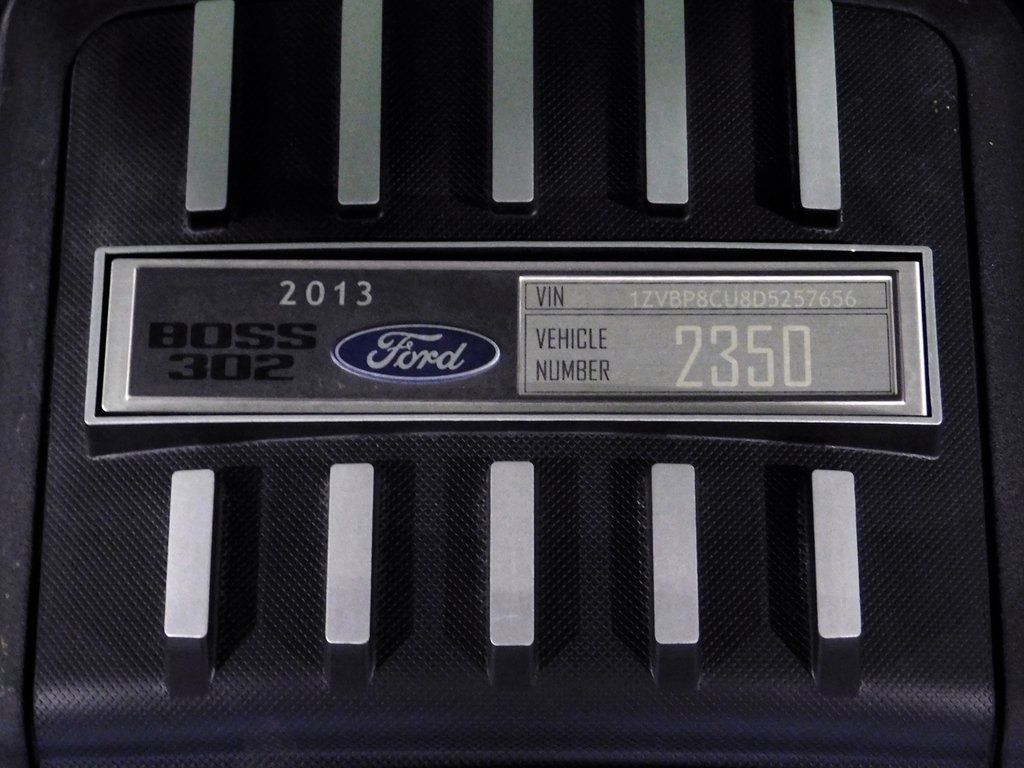 2013
BOSS
302
Ford
VIN 1ZVBP8CU8D5257656
VEHICLE
NUMBER
2350